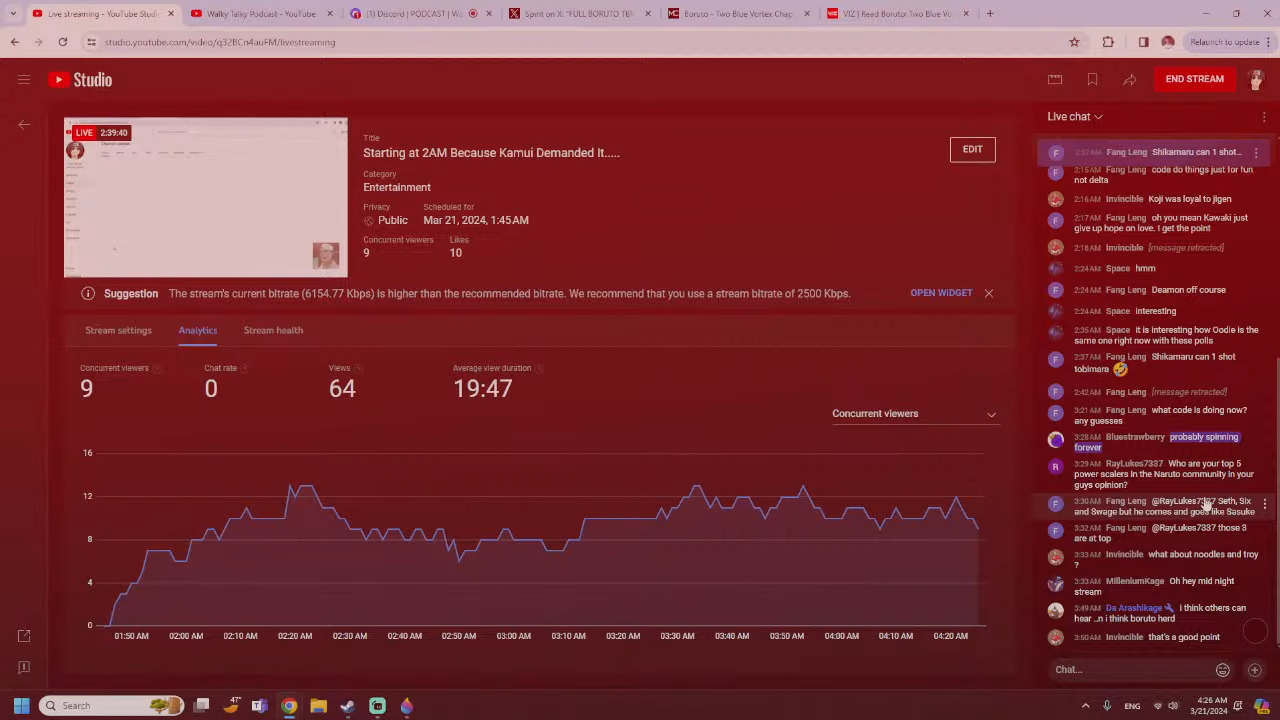 Live Streaming - YouTube St
Walky Talky Podcast - YouTube
(1) Discord | PODCAST |
Spirit on X: "FULL BORUTO TB
Boruto - Two Blue Vortex Chap
VIZ | Read Boruto Two Blue Vo
studio.youtube.com/video/q32BCn4auFM/livestreaming
Relaunch to update
Studio
END STREAM
LIVE 2:39:40
Title
Starting at 2AM Because Kamui Demanded It.....
EDIT
Category
Entertainment
Privacy
Public
Scheduled for
Mar 21, 2024, 1:45 AM
Concurrent viewers
9
Likes
10
Suggestion The stream's current bitrate (6154.77 Kbps) is higher than the recommended bitrate. We recommend that you use a stream bitrate of 2500 Kbps.
OPEN WIDGET
Stream settings
Analytics
Stream health
Concurrent viewers
9
Chat rate
0
Views
64
Average view duration
19:47
Concurrent viewers
16
12
8
4
0
01:50 AM 02:00 AM 02:10 AM 02:20 AM 02:30 AM 02:40 AM 02:50 AM 03:00 AM 03:10 AM 03:20 AM 03:30 AM 03:40 AM 03:50 AM 04:00 AM 04:10 AM 04:20 AM
Live chat
2:37 AM Fang Leng Shikamaru can 1 shot...
2:15 AM Fang Leng code do things just for fun
not delta
2:16 AM Invincible Koji was loyal to jigen
2:17 AM Fang Leng oh you mean Kawaki just
give up hope on love. I get the point
2:18 AM Invincible [message retracted]
2:24 AM Space hmm
2:24 AM Fang Leng Deamon off course
2:24 AM Space interesting
2:35 AM Space it is interesting how Oodie is the
same one right now with these polls
2:37 AM Fang Leng Shikamaru can 1 shot
tobimara 🤣
2:42 AM Fang Leng [message retracted]
3:21 AM Fang Leng what code is doing now?
any guesses
3:28 AM Bluestrawberry probably spinning
forever
3:29 AM RayLukes7337 Who are your top 5
power scalers in the Naruto community in your
guys opinion?
3:30 AM Fang Leng @RayLukes7337 Seth, Six
and Swage but he comes and goes like Sasuke
3:32 AM Fang Leng @RayLukes7337 those 3
are at top
3:33 AM Invincible what about noodles and troy
?
3:33 AM MilleniumKage Oh hey mid night
stream
3:49 AM Da Arashikage i think others can
hear ..n i think boruto herd
3:50 AM Invincible that's a good point
Chat...
Search
47°
ENG
4:26 AM
3/21/2024